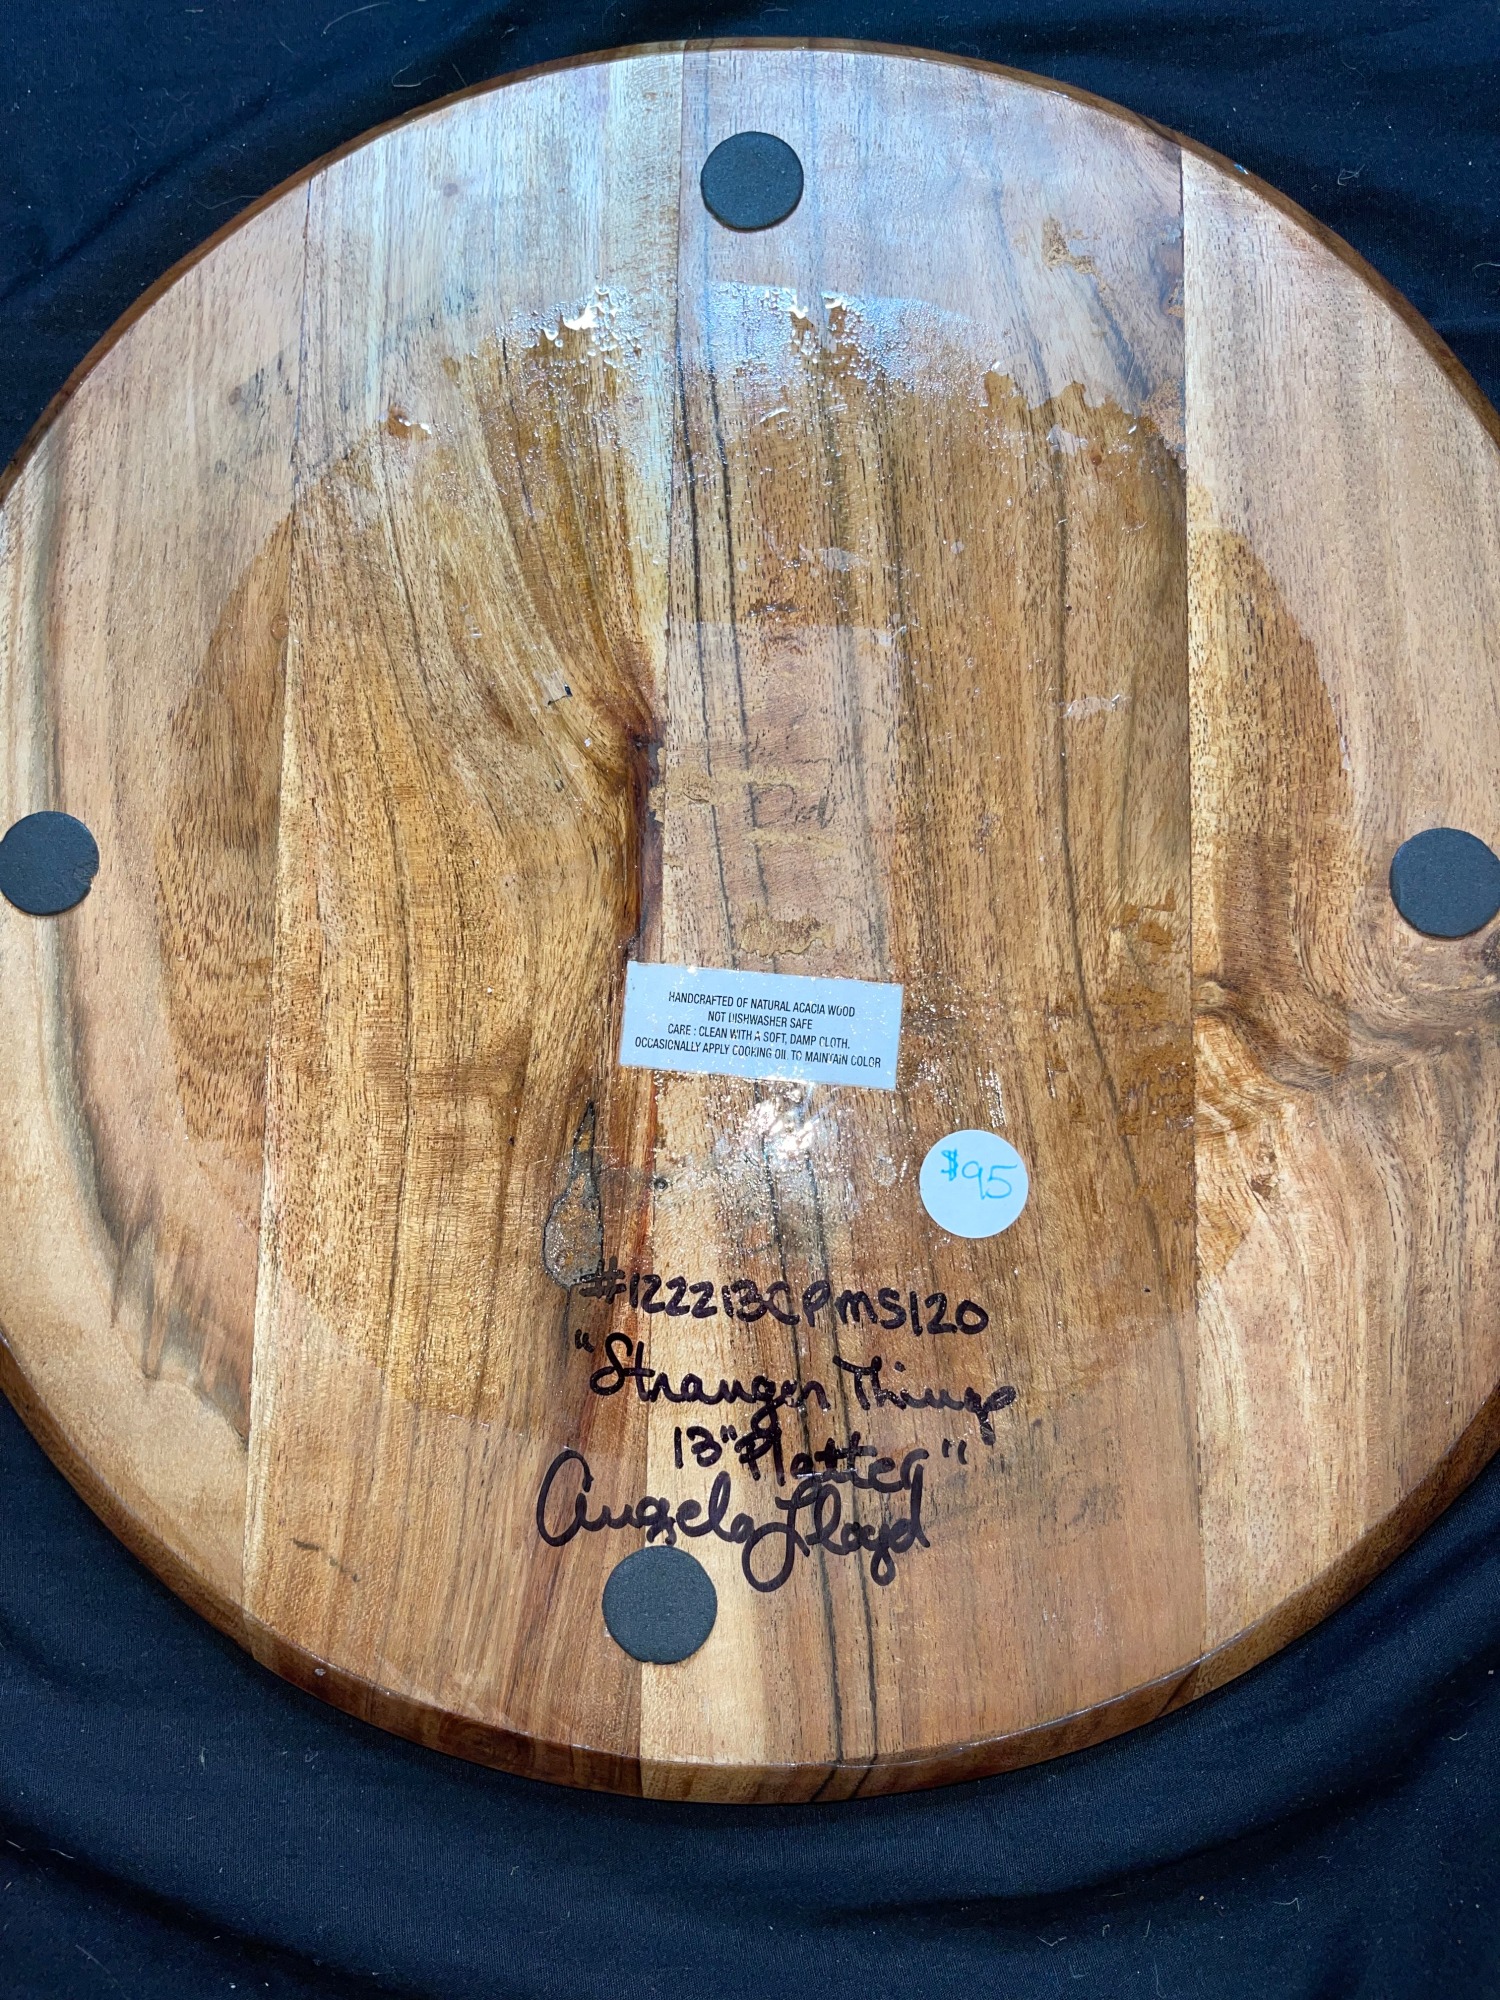 HANDCRAFTED OF NATURAL ACACIA WOOD
NOT DISHWASHER SAFE
CARE : CLEAN WITH A SOFT, DAMP CLOTH.
OCCASIONALLY APPLY COOKING OIL TO MAINTAIN COLOR
$95
#122213CPMS120
"Stranger Things
13" Platter"
Angela Lloyd